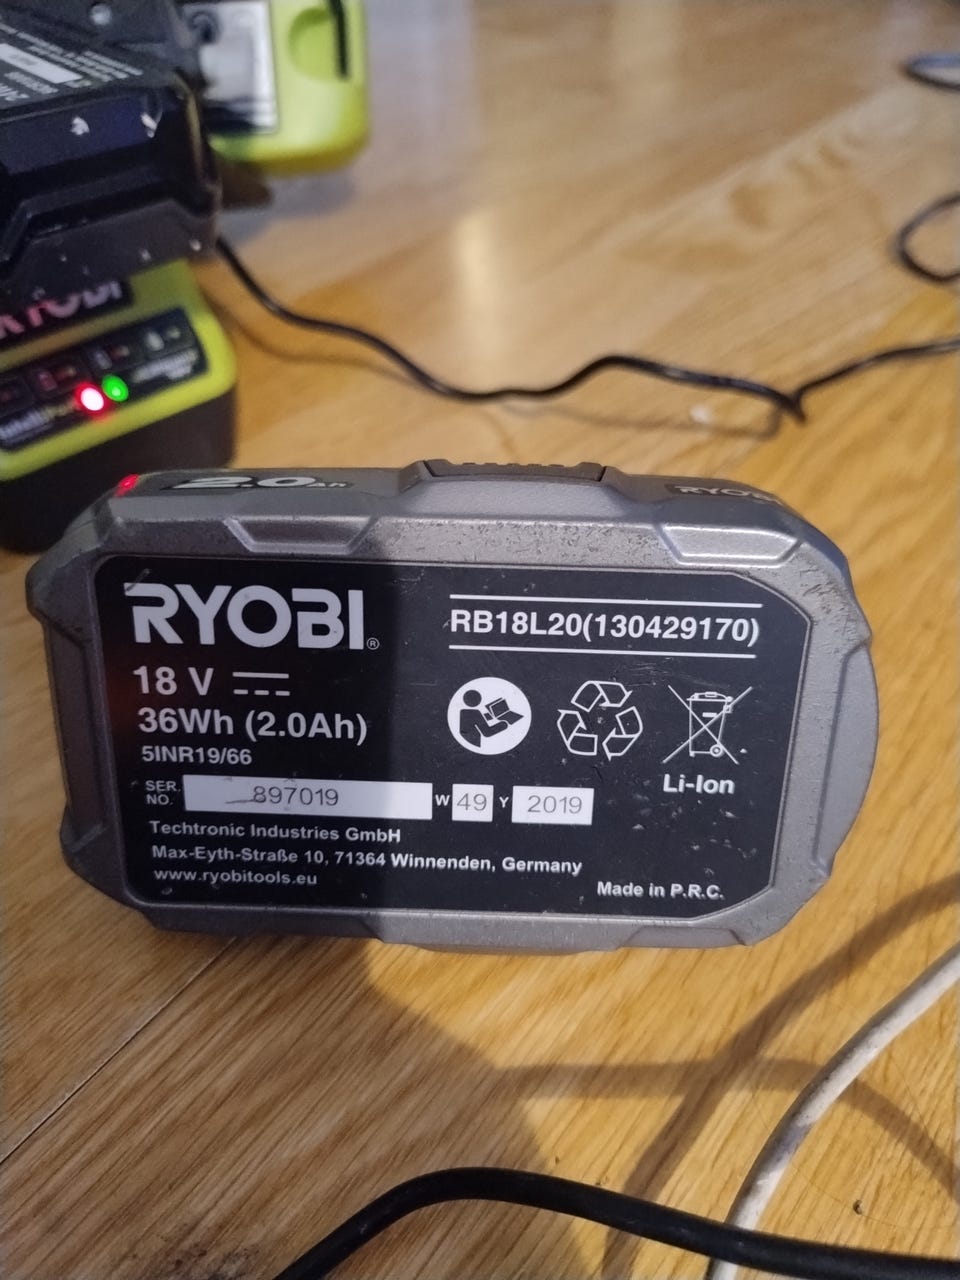 RYOBI
2.0Ah
RYOBI
RYOBI®
RB18L20(130429170)
18 V
36Wh (2.0Ah)
5INR19/66
Li-Ion
SER. NO. 897019 W 49 Y 2019
Techtronic Industries GmbH
Max-Eyth-Straße 10, 71364 Winnenden, Germany
www.ryobitools.eu
Made in P.R.C.